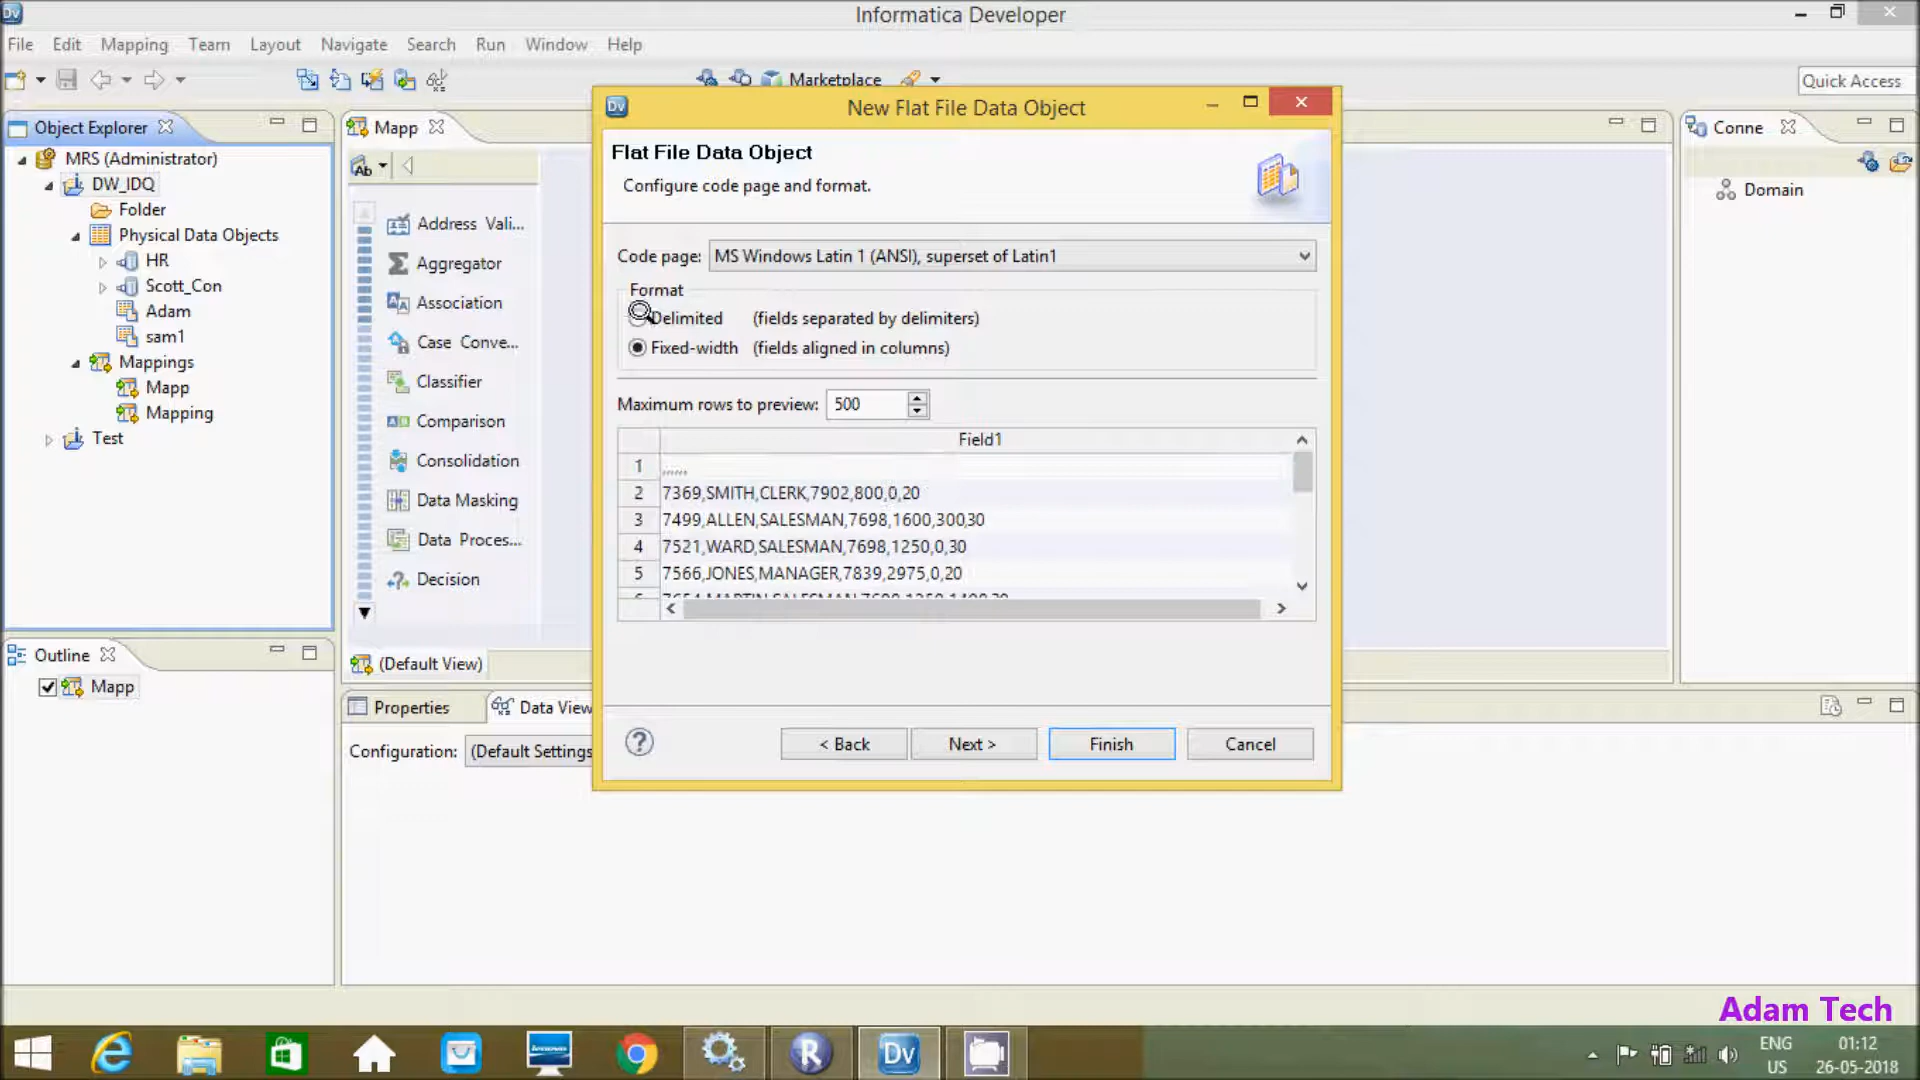 Dv
Informatica Developer
File Edit Mapping Team Layout Navigate Search Run Window Help
Marketplace
Quick Access
Object Explorer
MRS (Administrator)
DW_IDQ
Folder
Physical Data Objects
HR
Scott_Con
Adam
sam1
Mappings
Mapp
Mapping
Test
Outline
Mapp
Mapp
Ab
Address Vali...
Aggregator
Association
Case Conve...
Classifier
Comparison
Consolidation
Data Masking
Data Proces...
Decision
(Default View)
Properties
Data View
Configuration: (Default Settings
Dv
New Flat File Data Object
Flat File Data Object
Configure code page and format.
Code page: MS Windows Latin 1 (ANSI), superset of Latin1
Format
Delimited (fields separated by delimiters)
Fixed-width (fields aligned in columns)
Maximum rows to preview: 500
Field1
1 ,,,,,,
2 7369,SMITH,CLERK,7902,800,0,20
3 7499,ALLEN,SALESMAN,7698,1600,300,30
4 7521,WARD,SALESMAN,7698,1250,0,30
5 7566,JONES,MANAGER,7839,2975,0,20
< Back
Next >
Finish
Cancel
Conne
Domain
Adam Tech
R
Dv
ENG
US
01:12
26-05-2018